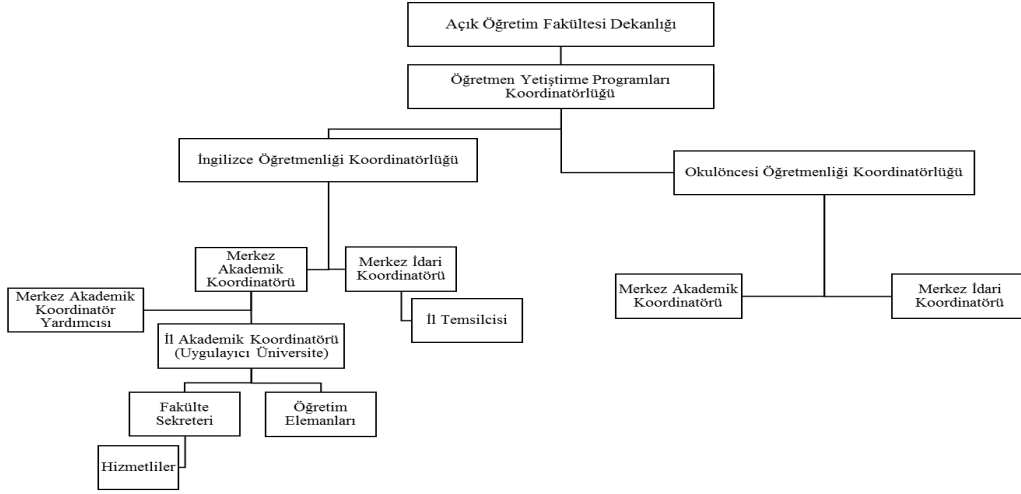 Açık Öğretim Fakültesi Dekanlığı
Öğretmen Yetiştirme Programları
Koordinatörlüğü
İngilizce Öğretmenliği Koordinatörlüğü
Okulöncesi Öğretmenliği Koordinatörlüğü
Merkez
Akademik
Koordinatörü
Merkez İdari
Koordinatörü
Merkez Akademik
Koordinatör
Yardımcısı
İl Temsilcisi
İl Akademik Koordinatörü
(Uygulayıcı Üniversite)
Fakülte
Sekreteri
Öğretim
Elemanları
Hizmetliler
Merkez Akademik
Koordinatörü
Merkez İdari
Koordinatörü